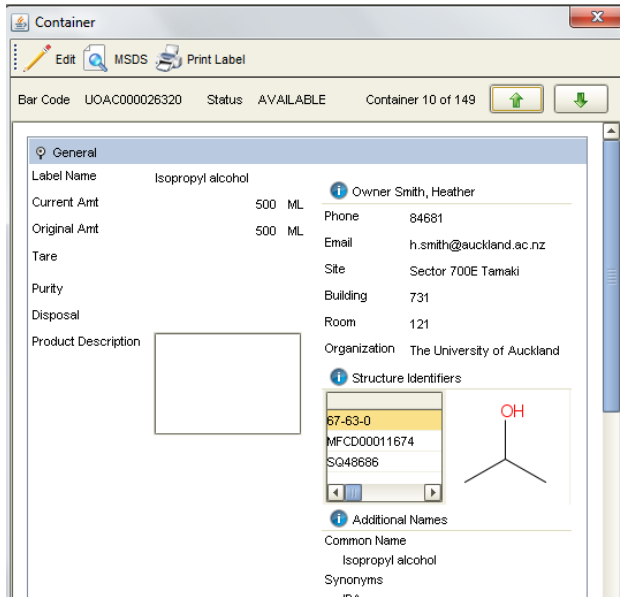 Container
Edit MSDS Print Label
Bar Code UOAC000026320 Status AVAILABLE Container 10 of 149
General
Label Name Isopropyl alcohol
Current Amt 500 ML
Original Amt 500 ML
Tare
Purity
Disposal
Product Description
Owner Smith, Heather
Phone 84681
Email h.smith@auckland.ac.nz
Site Sector 700E Tamaki
Building 731
Room 121
Organization The University of Auckland
Structure Identifiers
67-63-0
MFCD00011674
SQ48686
OH
Additional Names
Common Name
Isopropyl alcohol
Synonyms